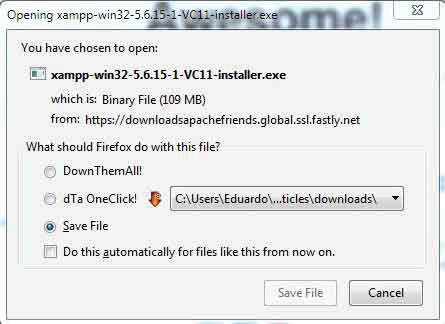 Opening xampp-win32-5.6.15-1-VC11-installer.exe
Awesome!
You have chosen to open:
xampp-win32-5.6.15-1-VC11-installer.exe
which is: Binary File (109 MB)
from: https://downloadsapachefriends.global.ssl.fastly.net
What should Firefox do with this file?
DownThemAll!
dTa OneClick!
C:\Users\Eduardo\...ticles\downloads\
Save File
Do this automatically for files like this from now on.
Save File
Cancel